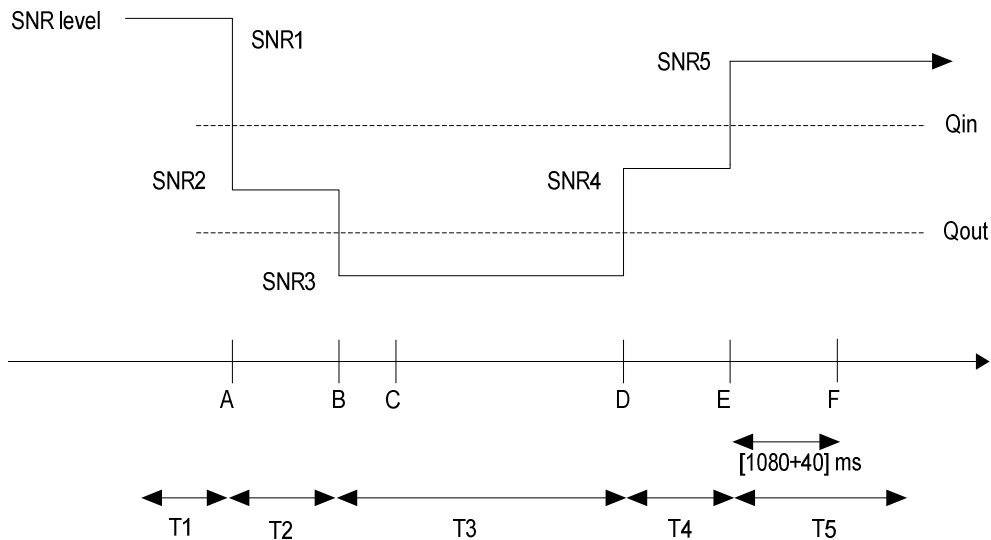 SNR level
SNR1
SNR5
Qin
SNR2
SNR4
Qout
SNR3
A B C D E F
[1080+40] ms
T1 T2 T3 T4 T5